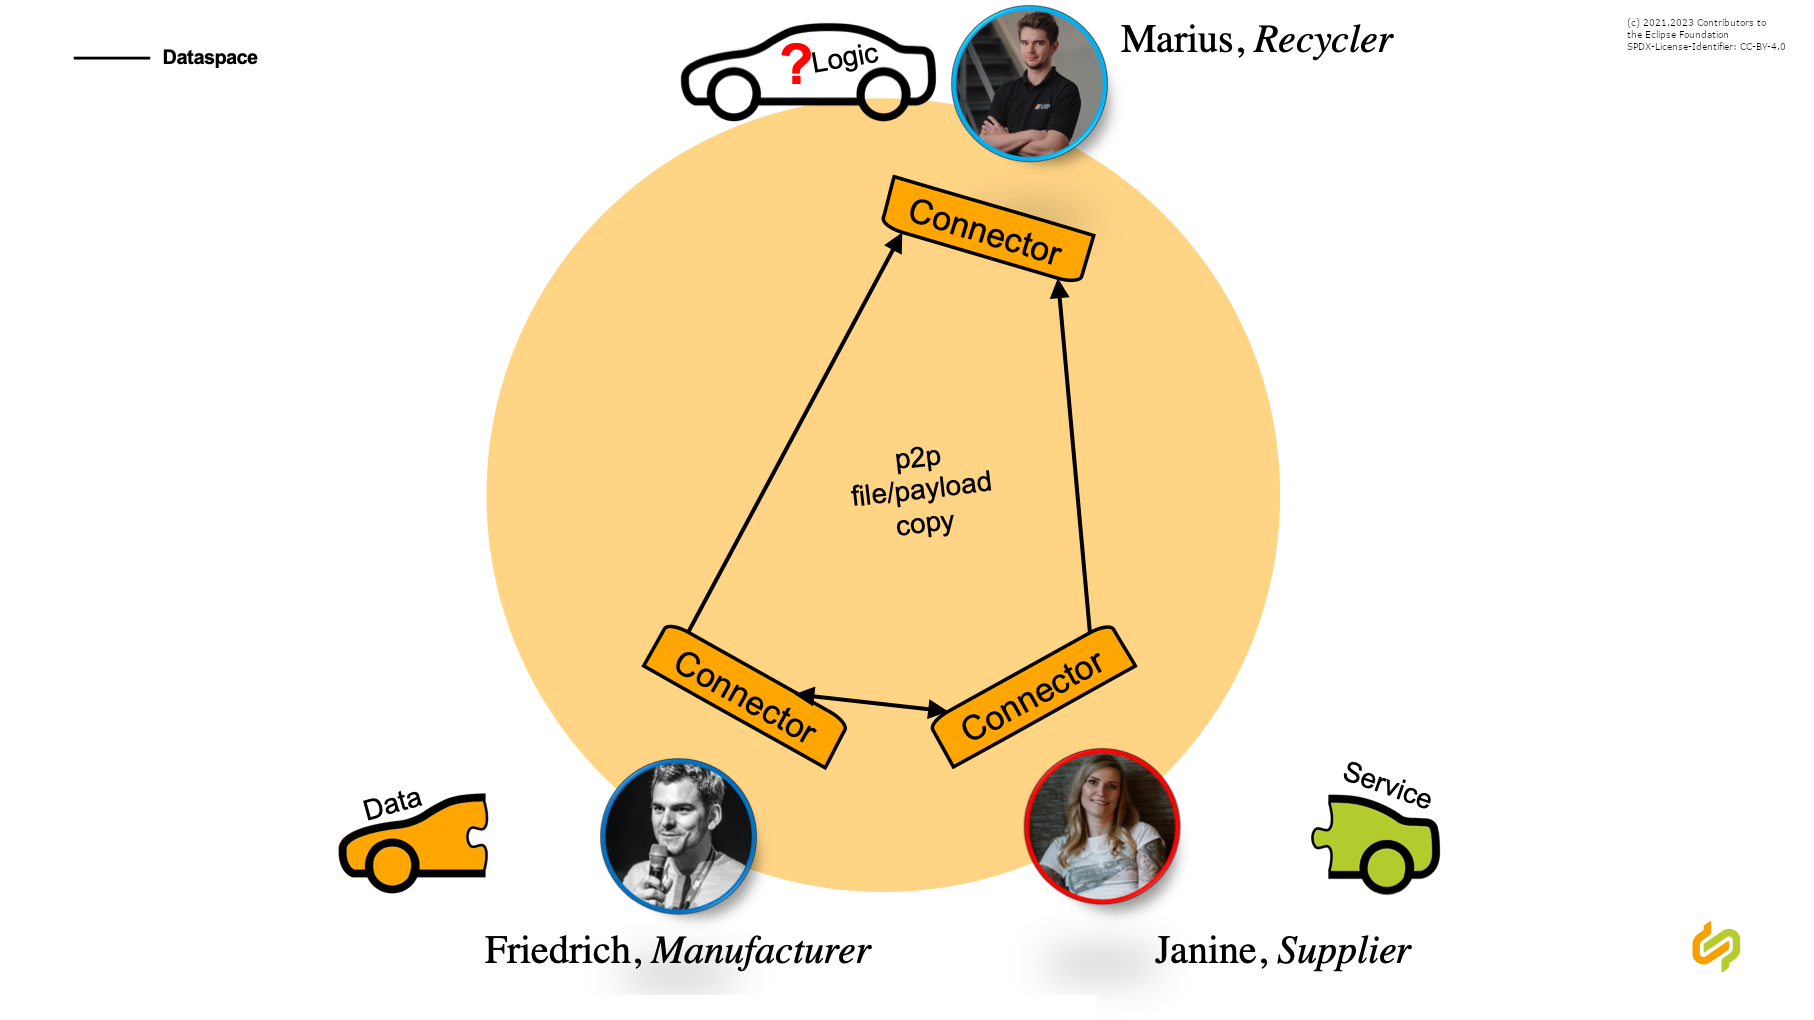 Dataspace
? Logic
Marius, Recycler
(c) 2021,2023 Contributors to
the Eclipse Foundation
SPDX-License-Identifier: CC-BY-4.0
Connector
p2p
file/payload
copy
Connector
Connector
Data
Service
Friedrich, Manufacturer
Janine, Supplier